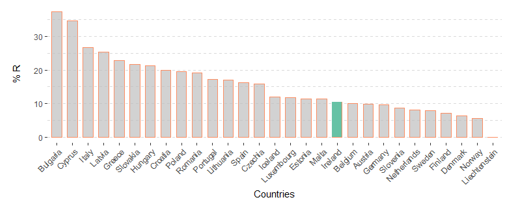 % R
30
20
10
0
Bulgaria
Cyprus
Italy
Latvia
Greece
Slovakia
Hungary
Croatia
Poland
Romania
Portugal
Lithuania
Spain
Czechia
Iceland
Luxembourg
Estonia
Malta
Ireland
Belgium
Austria
Germany
Slovenia
Netherlands
Sweden
Finland
Denmark
Norway
Liechtenstein
Countries